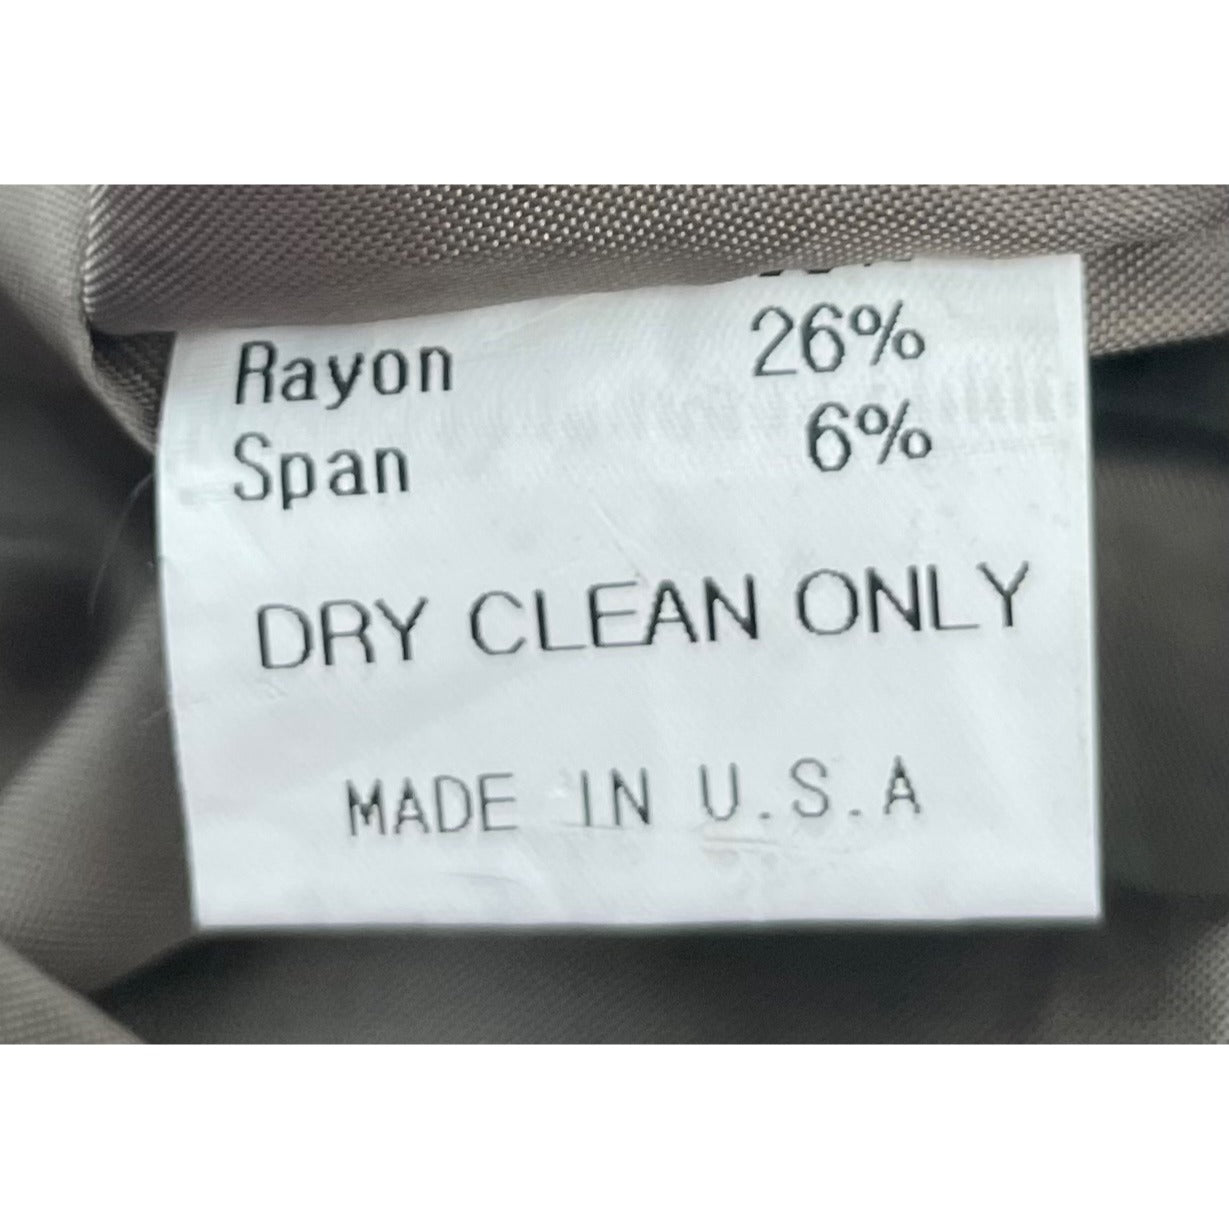 Rayon 26%
Span 6%
DRY CLEAN ONLY
MADE IN U.S.A